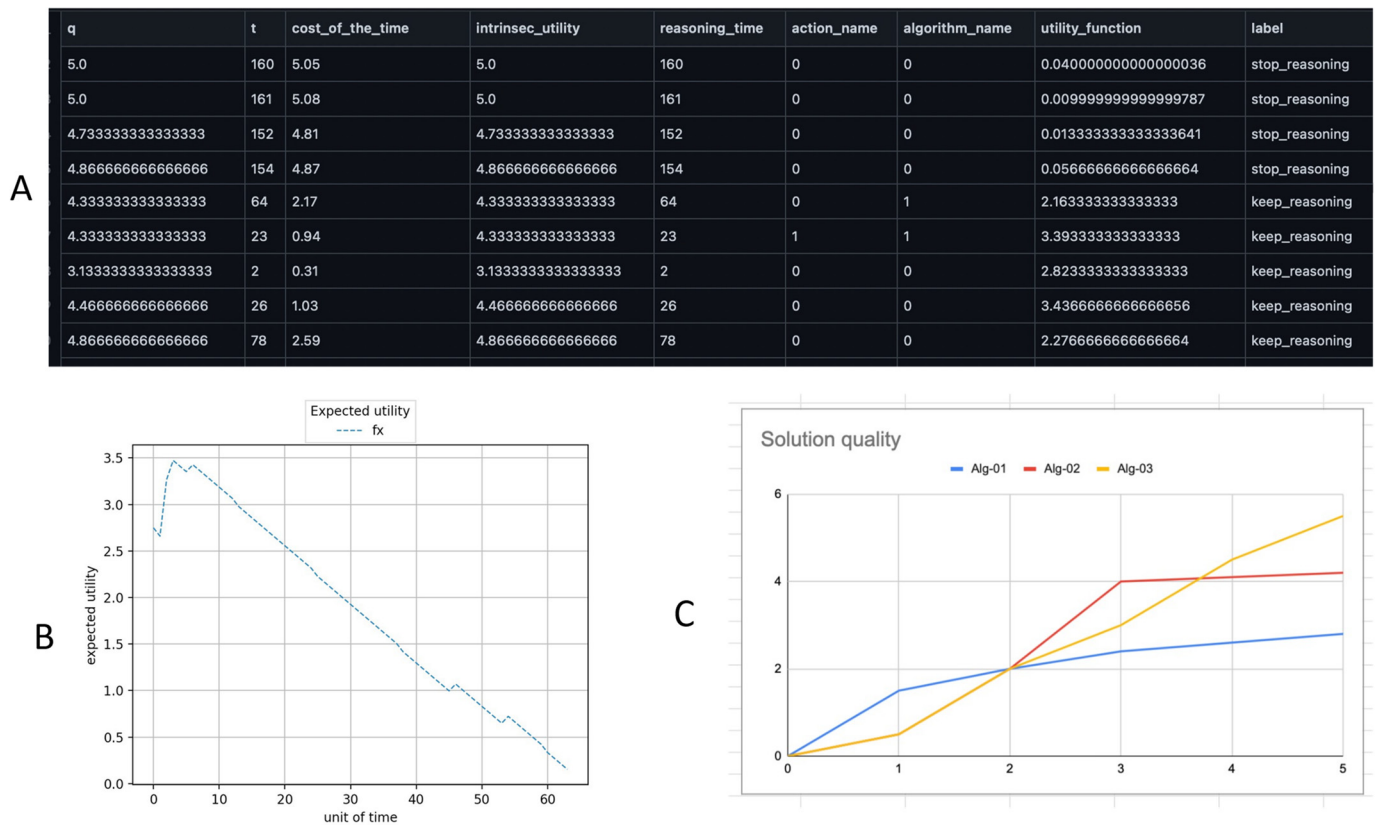 q t cost_of_the_time intrinsec_utility reasoning_time action_name algorithm_name utility_function label
5.0 160 5.05 5.0 160 0 0 0.040000000000000036 stop_reasoning
5.0 161 5.08 5.0 161 0 0 0.009999999999999787 stop_reasoning
4.733333333333333 152 4.81 4.733333333333333 152 0 0 0.013333333333333641 stop_reasoning
4.866666666666666 154 4.87 4.866666666666666 154 0 0 0.05666666666666664 stop_reasoning
A
4.333333333333333 64 2.17 4.333333333333333 64 0 1 2.163333333333333 keep_reasoning
4.333333333333333 23 0.94 4.333333333333333 23 1 1 3.393333333333333 keep_reasoning
3.1333333333333333 2 0.31 3.1333333333333333 2 0 0 2.8233333333333333 keep_reasoning
4.466666666666666 26 1.03 4.466666666666666 26 0 0 3.4366666666666656 keep_reasoning
4.866666666666666 78 2.59 4.866666666666666 78 0 0 2.2766666666666664 keep_reasoning
B
Expected utility
fx
3.5
3.0
2.5
2.0
1.5
1.0
0.5
0.0
expected utility
0 10 20 30 40 50 60
unit of time
C
Solution quality
Alg-01 Alg-02 Alg-03
6
4
2
0
0 1 2 3 4 5